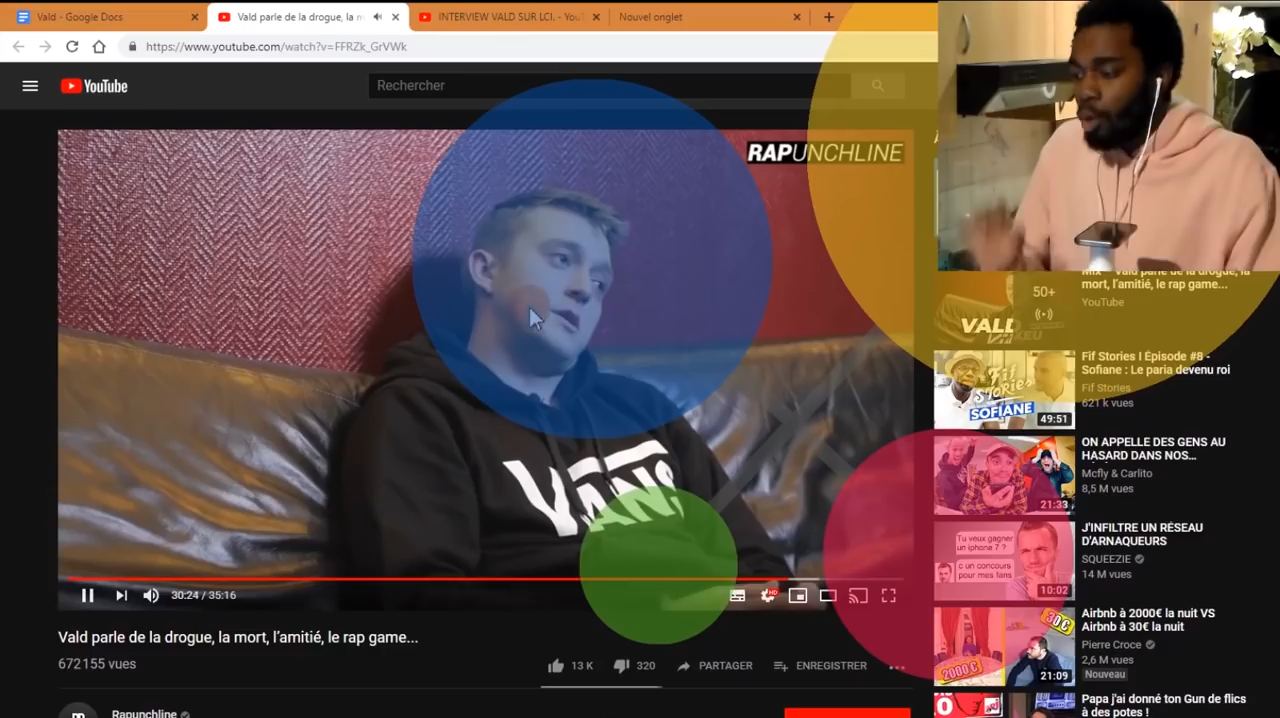 Vald - Google Docs
Vald parle de la drogue, la m
INTERVIEW VALD SUR LCI. - YouT
Nouvel onglet
https://www.youtube.com/watch?v=FFRZk_GrVWk
YouTube
Rechercher
RAPUNCHLINE
VANS
30:24 / 35:16
HD
Vald parle de la drogue, la mort, l'amitié, le rap game...
672 155 vues
13 K
320
PARTAGER
ENREGISTRER
Rapunchline
50+
VALD
Mix - Vald parle de la drogue, la
mort, l'amitié, le rap game...
YouTube
Fif
STORIES
SOFIANE
49:51
Fif Stories I Épisode #8 -
Sofiane : Le paria devenu roi
Fif Stories
621 k vues
21:33
ON APPELLE DES GENS AU
HASARD DANS NOS...
Mcfly & Carlito
8,5 M vues
Tu veux gagner
un iphone 7 ?
c un concours
pour mes fans
10:02
J'INFILTRE UN RÉSEAU
D'ARNAQUEURS
SQUEEZIE
14 M vues
30€
2000€
21:09
Airbnb à 2000€ la nuit VS
Airbnb à 30€ la nuit
Pierre Croce
2,6 M vues
Nouveau
Papa j'ai donné ton Gun de flics
à des potes !